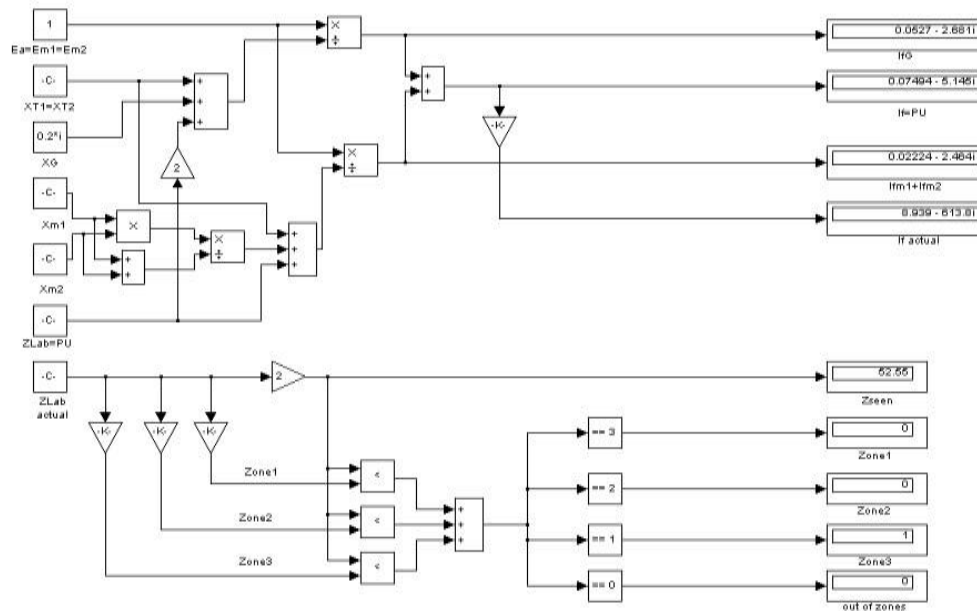 1
Ea=Em1=Em2
-C-
XT1=XT2
0.2*i
XG
-C-
Xm1
-C-
Xm2
-C-
ZLab=PU
×
÷
+
+
+
2
×
+
+
×
÷
×
÷
+
+
+
+
+
-K-
0.0527 - 2.681i
IfG
0.07494 - 5.145i
If=PU
0.02224 - 2.464i
Ifm1+Ifm2
8.939 - 613.8i
If actual
-C-
ZLab
actual
2
-K-
-K-
-K-
Zone1
Zone2
Zone3
<
<
<
+
+
+
== 3
== 2
== 1
== 0
52.55
Zseen
0
Zone1
0
Zone2
1
Zone3
0
out of zones